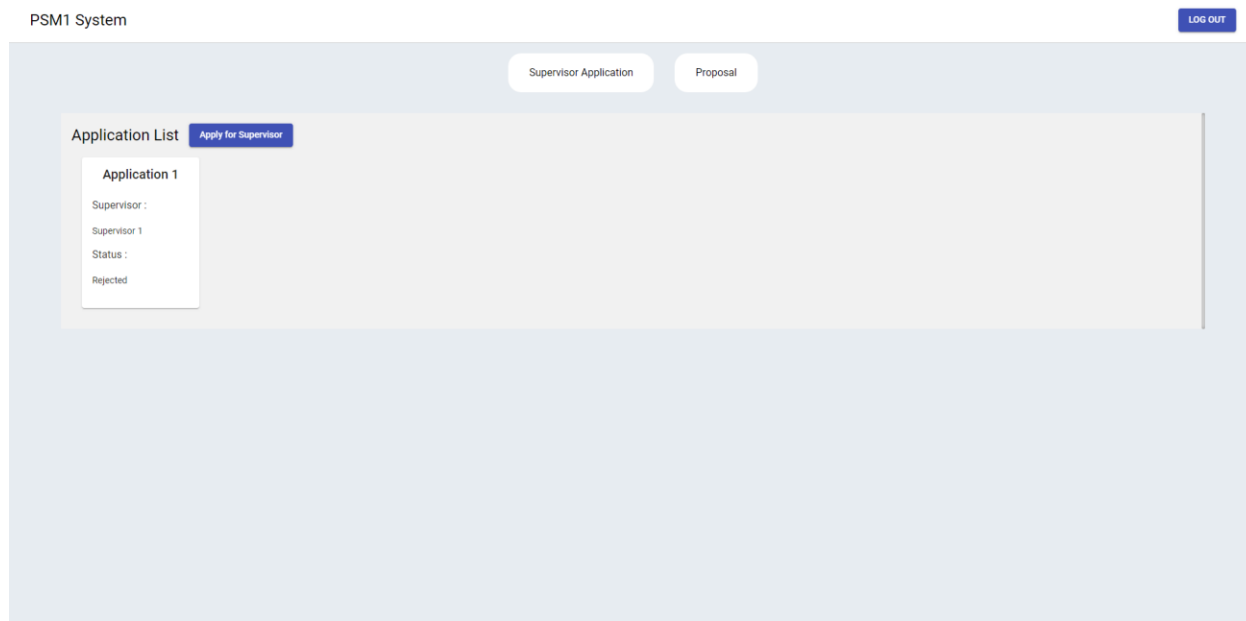 PSM1 System
LOG OUT
Supervisor Application
Proposal
Application List
Apply for Supervisor
Application 1
Supervisor :
Supervisor 1
Status :
Rejected